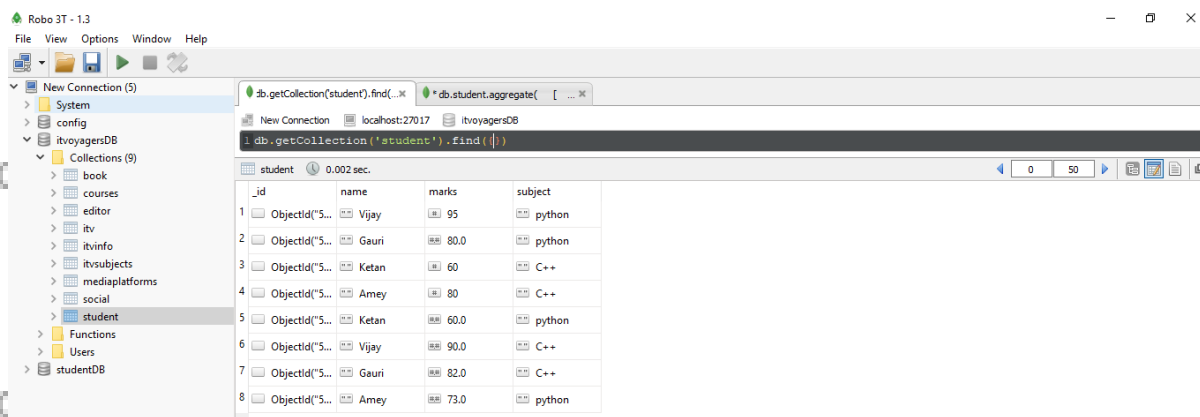 Robo 3T - 1.3
File View Options Window Help
New Connection (5)
System
config
itvoyagersDB
Collections (9)
book
courses
editor
itv
itvinfo
itvsubjects
mediaplatforms
social
student
Functions
Users
studentDB
db.getCollection('student').find(...
* db.student.aggregate( [ ...
New Connection localhost:27017 itvoyagersDB
1 db.getCollection('student').find({})
student 0.002 sec. 0 50
_id name marks subject
1 ObjectId("5... "" Vijay # 95 "" python
2 ObjectId("5... "" Gauri #.# 80.0 "" python
3 ObjectId("5... "" Ketan # 60 "" C++
4 ObjectId("5... "" Amey # 80 "" C++
5 ObjectId("5... "" Ketan #.# 60.0 "" python
6 ObjectId("5... "" Vijay #.# 90.0 "" C++
7 ObjectId("5... "" Gauri #.# 82.0 "" C++
8 ObjectId("5... "" Amey #.# 73.0 "" python